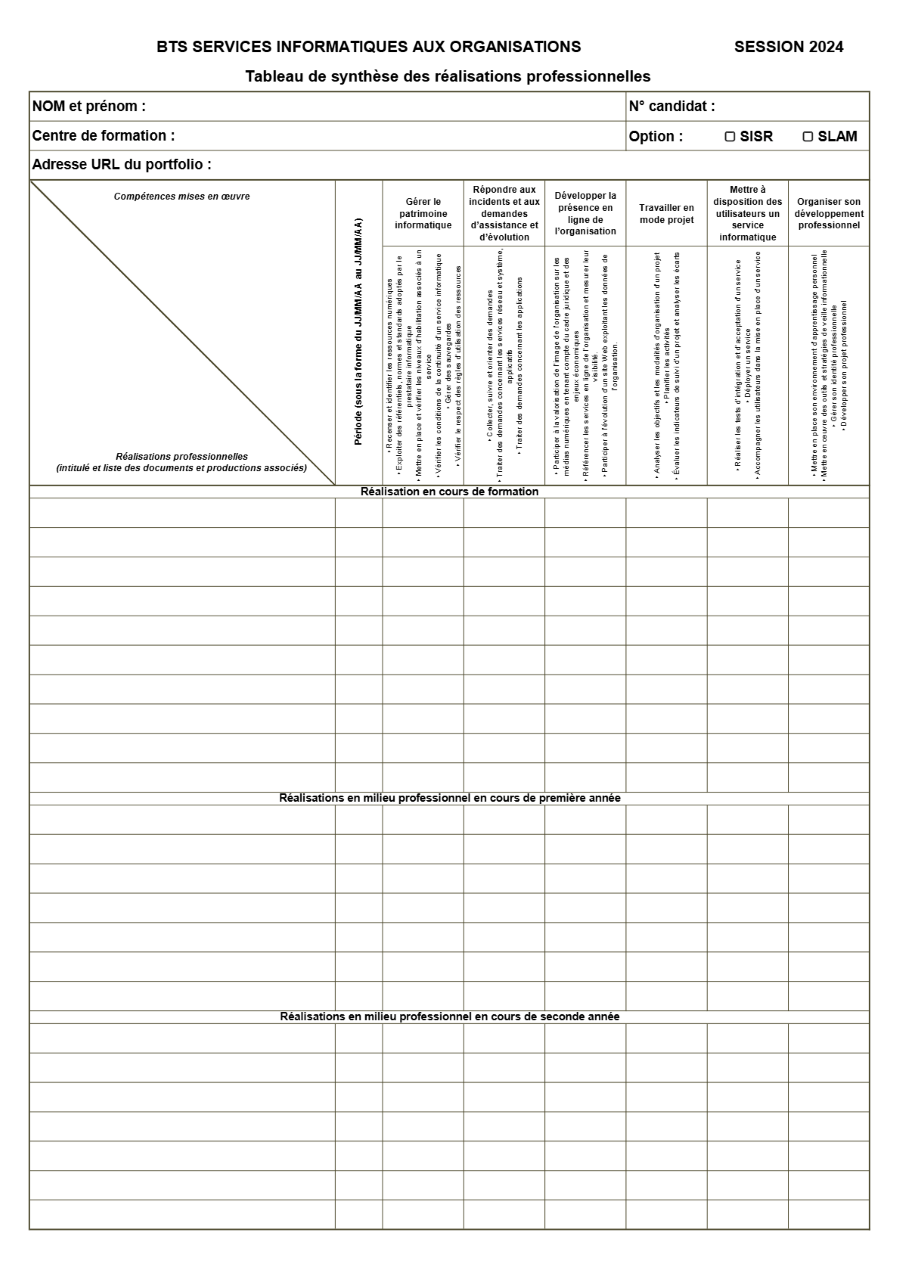 BTS SERVICES INFORMATIQUES AUX ORGANISATIONS SESSION 2024
Tableau de synthèse des réalisations professionnelles
NOM et prénom : N° candidat :
Centre de formation : Option : ☐ SISR ☐ SLAM
Adresse URL du portfolio :
Compétences mises en œuvre
Réalisations professionnelles
(intitulé et liste des documents et productions associés)
Période (sous la forme du JJ/MM/AA au JJ/MM/AA)
Gérer le
patrimoine
informatique
Répondre aux
incidents et aux
demandes
d'assistance et
d'évolution
Développer la
présence en
ligne de
l'organisation
Travailler en
mode projet
Mettre à
disposition des
utilisateurs un
service
informatique
Organiser son
développement
professionnel
• Recenser et identifier les ressources numériques
• Exploiter des référentiels, normes et standards adoptés par le
prestataire informatique
• Mettre en place et vérifier les niveaux d'habilitation associés à un
service
• Vérifier les conditions de la continuité d'un service informatique
• Gérer des sauvegardes
• Vérifier le respect des règles d'utilisation des ressources
• Collecter, suivre et orienter des demandes
• Traiter des demandes concernant les services réseau et système,
applicatifs
• Traiter des demandes concernant les applications
• Participer à la valorisation de l'image de l'organisation sur les
médias numériques en tenant compte du cadre juridique et des
enjeux économiques
• Référencer les services en ligne de l'organisation et mesurer leur
visibilité.
• Participer à l'évolution d'un site Web exploitant les données de
l'organisation.
• Analyser les objectifs et les modalités d'organisation d'un projet
• Planifier les activités
• Évaluer les indicateurs de suivi d'un projet et analyser les écarts
• Réaliser les tests d'intégration et d'acceptation d'un service
• Déployer un service
• Accompagner les utilisateurs dans la mise en place d'un service
• Mettre en place son environnement d'apprentissage personnel
• Mettre en œuvre des outils et stratégies de veille informationnelle
• Gérer son identité professionnelle
• Développer son projet professionnel
Réalisation en cours de formation
Réalisations en milieu professionnel en cours de première année
Réalisations en milieu professionnel en cours de seconde année